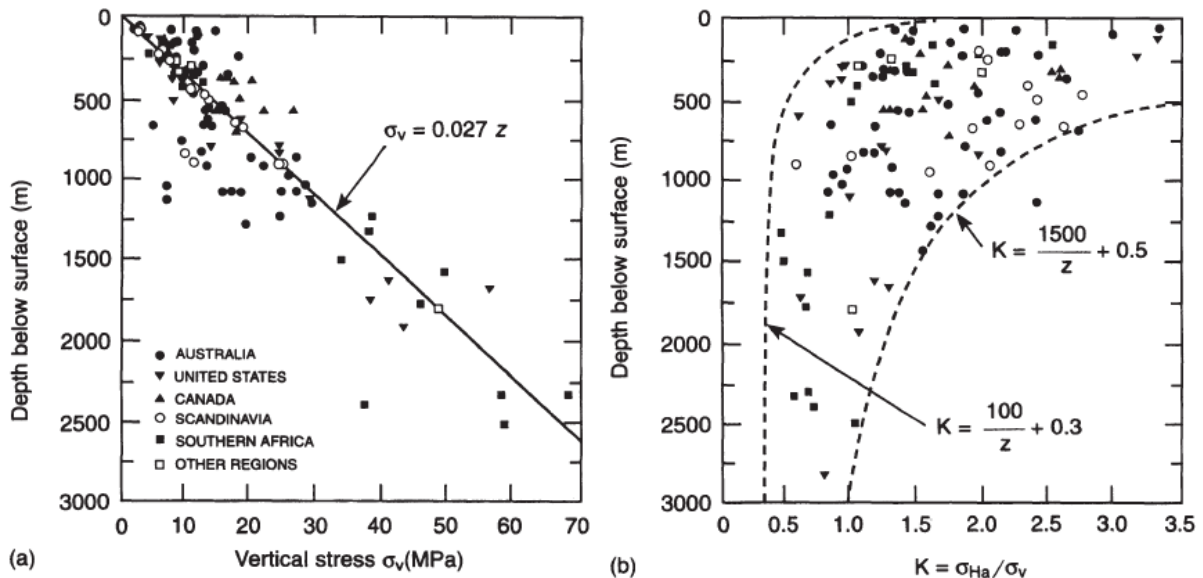 0
500
1000
1500
2000
2500
3000
Depth below surface (m)
σv = 0.027 z
AUSTRALIA
UNITED STATES
CANADA
SCANDINAVIA
SOUTHERN AFRICA
OTHER REGIONS
0 10 20 30 40 50 60 70
(a) Vertical stress σv(MPa)
0
500
1000
1500
2000
2500
3000
Depth below surface (m)
K = 1500/z + 0.5
K = 100/z + 0.3
0 0.5 1.0 1.5 2.0 2.5 3.0 3.5
(b) K = σHa/σv